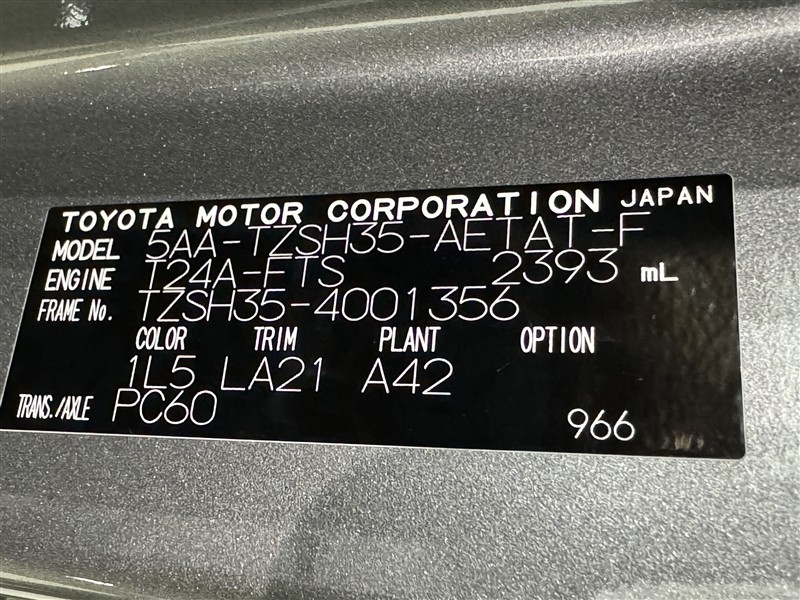 TOYOTA MOTOR CORPORATION JAPAN
MODEL 5AA-TZSH35-AETAT-F
ENGINE T24A-FTS 2393 mL
FRAME No. TZSH35-4001356
COLOR TRIM PLANT OPTION
1L5 LA21 A42
TRANS./AXLE PC60 966